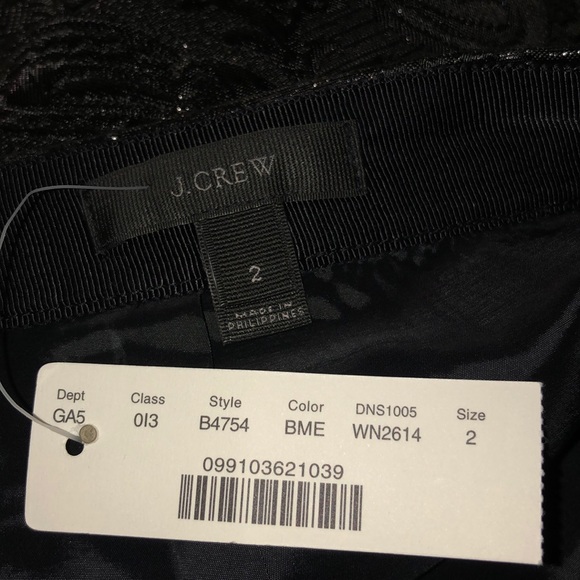 J.CREW
2
MADE IN
PHILIPPINES
Dept Class Style Color DNS1005 Size
GA5 0I3 B4754 BME WN2614 2
099103621039